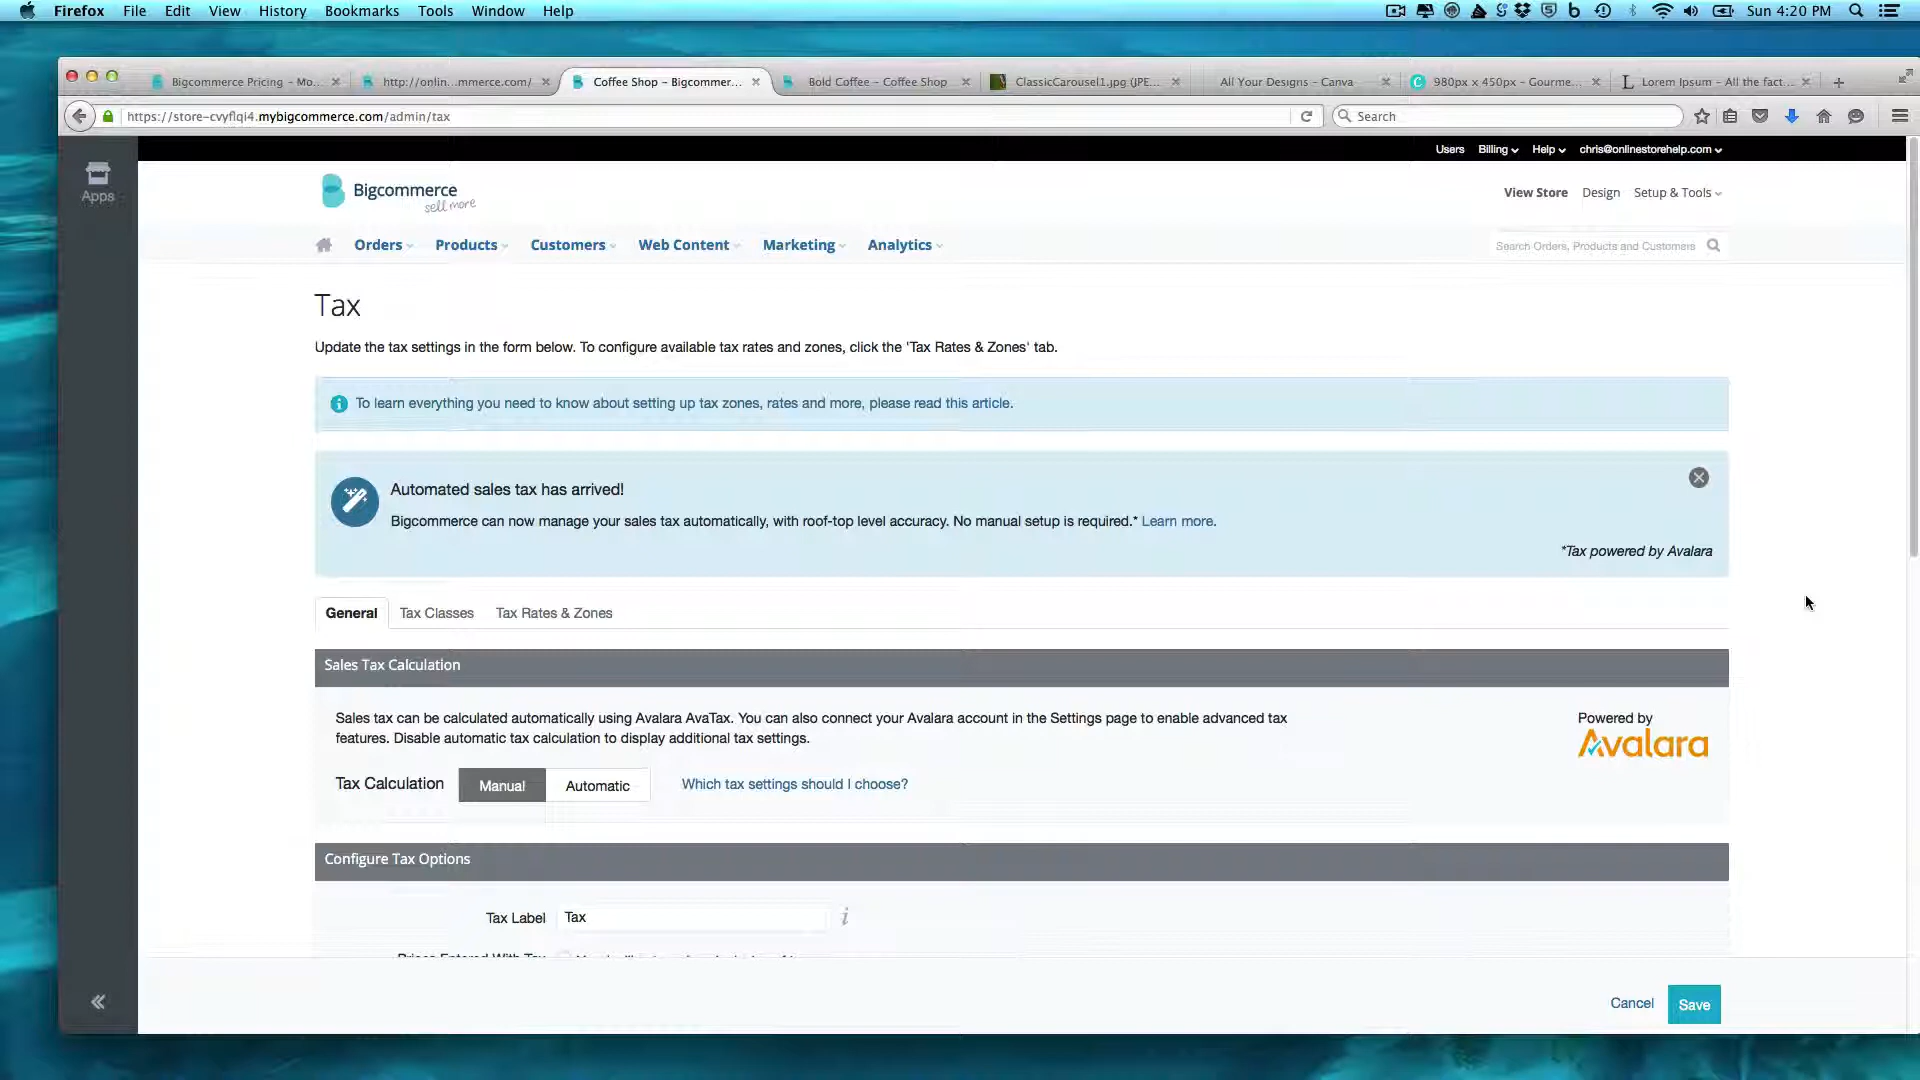 Firefox File Edit View History Bookmarks Tools Window Help Sun 4:20 PM
Bigcommerce Pricing - Mo... http://onlin...mmerce.com/ Coffee Shop – Bigcommer... Bold Coffee – Coffee Shop ClassicCarousel1.jpg (JPE... All Your Designs – Canva 980px x 450px – Gourme... Lorem Ipsum – All the fact...
https://store-cvyflqi4.mybigcommerce.com/admin/tax Search
Users Billing Help chris@onlinestorehelp.com
Apps
Bigcommerce
sell more
View Store Design Setup & Tools
Orders Products Customers Web Content Marketing Analytics Search Orders, Products and Customers
Tax
Update the tax settings in the form below. To configure available tax rates and zones, click the 'Tax Rates & Zones' tab.
To learn everything you need to know about setting up tax zones, rates and more, please read this article.
Automated sales tax has arrived!
Bigcommerce can now manage your sales tax automatically, with roof-top level accuracy. No manual setup is required.* Learn more.
*Tax powered by Avalara
General Tax Classes Tax Rates & Zones
Sales Tax Calculation
Sales tax can be calculated automatically using Avalara AvaTax. You can also connect your Avalara account in the Settings page to enable advanced tax
features. Disable automatic tax calculation to display additional tax settings.
Powered by
Avalara
Tax Calculation Manual Automatic Which tax settings should I choose?
Configure Tax Options
Tax Label Tax
Prices Entered With Tax
Cancel Save